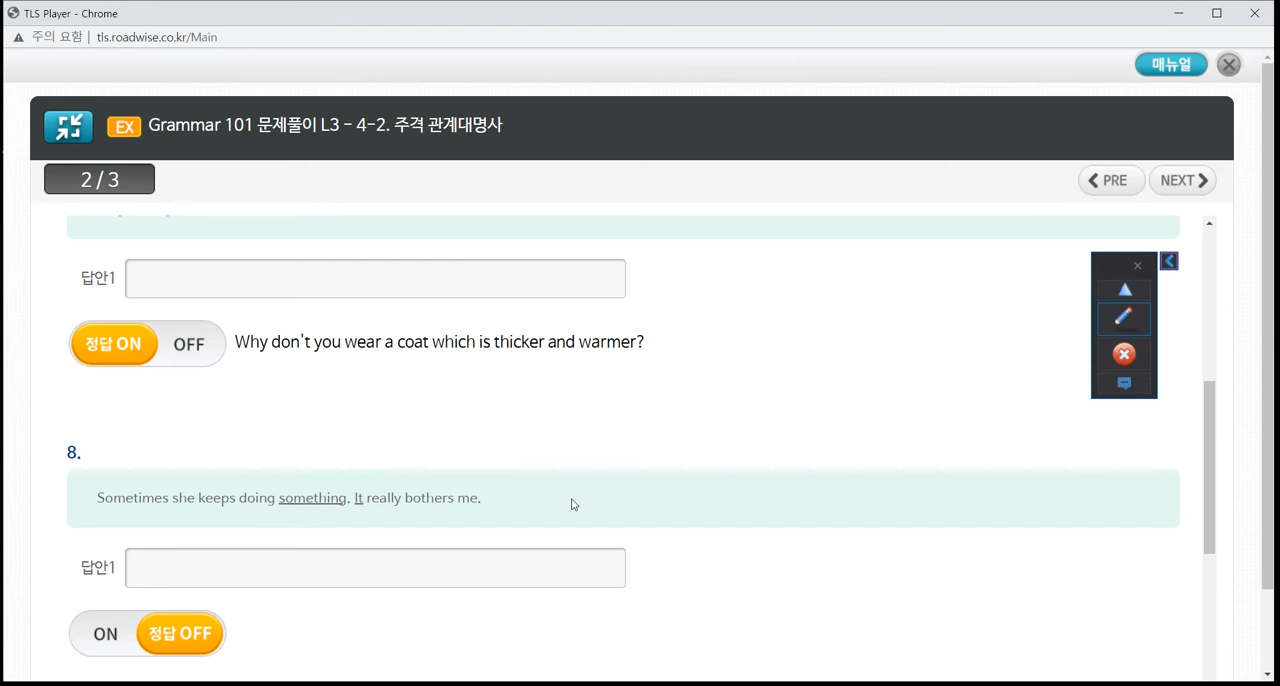 TLS Player - Chrome
주의 요함 | tls.roadwise.co.kr/Main
매뉴얼
EX Grammar 101 문제풀이 L3 - 4-2. 주격 관계대명사
2 / 3
PRE NEXT
답안1
정답 ON OFF Why don't you wear a coat which is thicker and warmer?
8.
Sometimes she keeps doing something. It really bothers me.
답안1
ON 정답 OFF